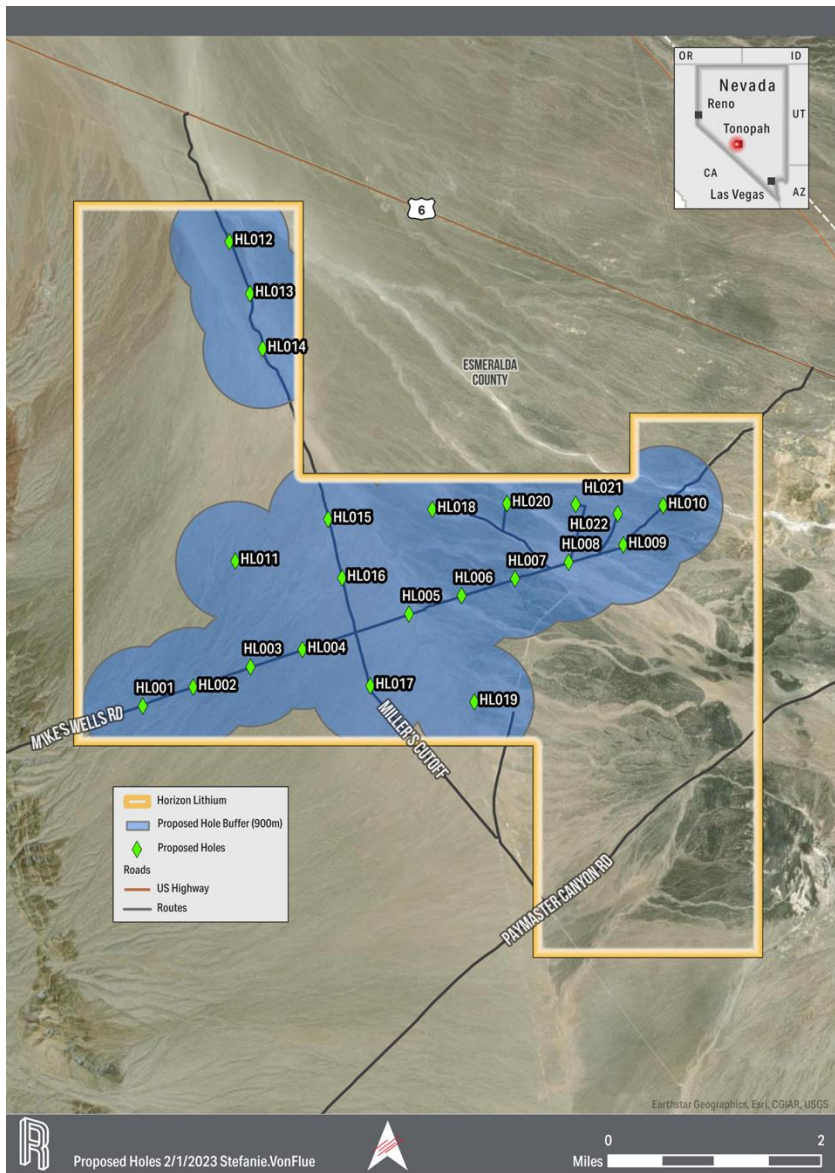 OR
ID
Nevada
Reno
UT
Tonopah
CA
Las Vegas
AZ
6
HL012
HL013
HL014
ESMERALDA
COUNTY
HL021
HL020
HL010
HL018
HL022
HL015
HL009
HL008
HL011
HL007
HL016
HL006
HL005
HL003
HL004
HL002
HL017
HL001
HL019
MIKES WELLS RD
MILLER'S CUTOFF
Horizon Lithium
Proposed Hole Buffer (900m)
Proposed Holes
Roads
US Highway
Routes
PAYMASTER CANYON RD
Earthstar Geographics, Esri, CGIAR, USGS
R
Proposed Holes 2/1/2023 Stefanie.VonFlue
0
2
Miles